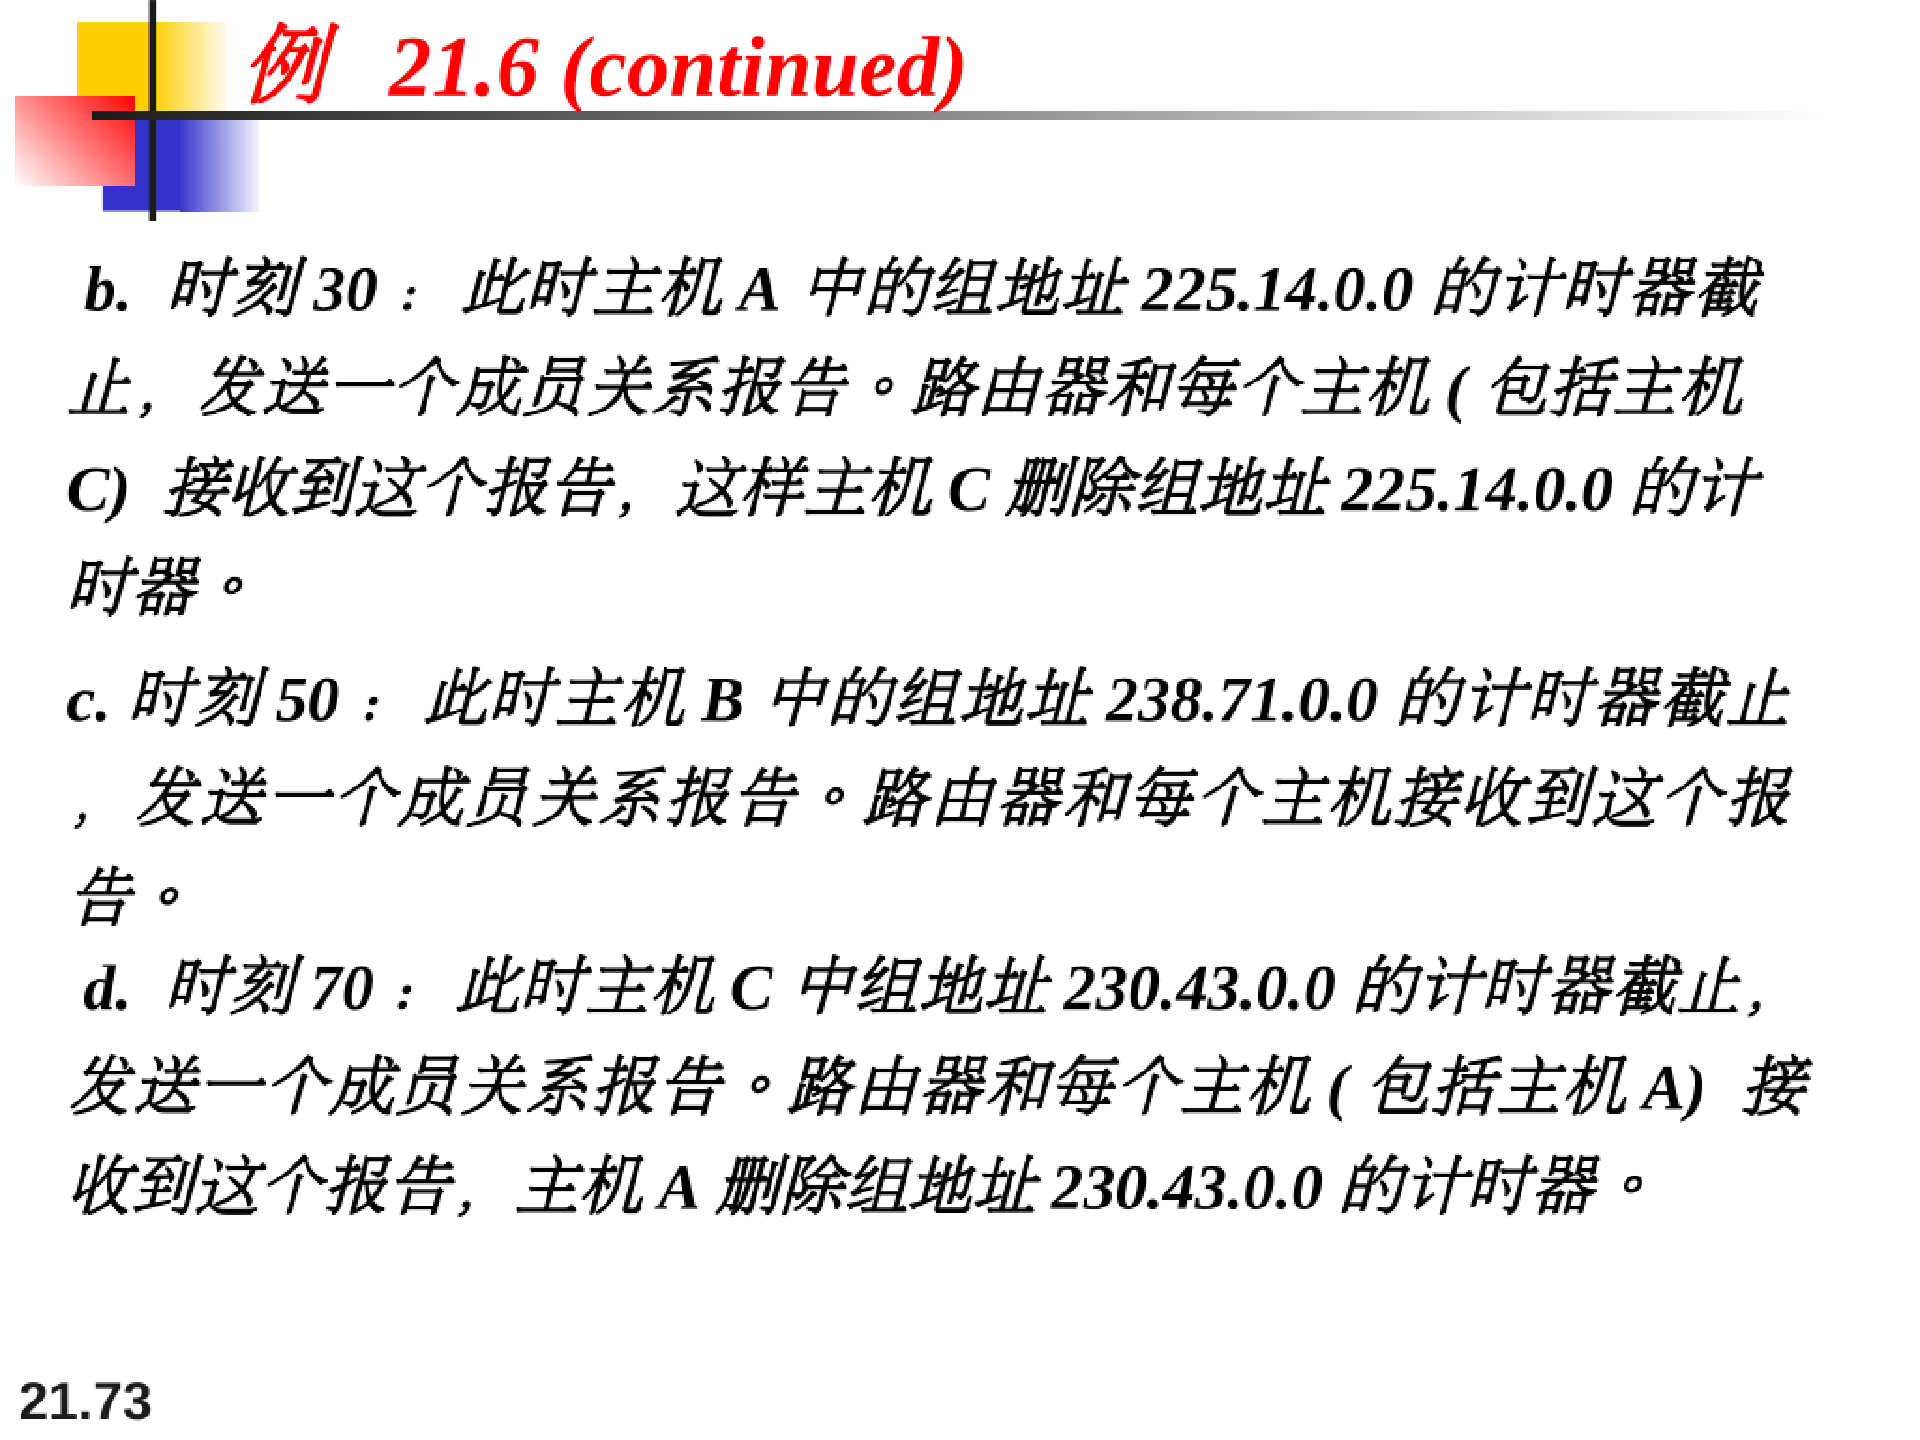 例 21.6 (continued)
b. 时刻 30 : 此时主机 A 中的组地址 225.14.0.0 的计时器截
止, 发送一个成员关系报告。路由器和每个主机 ( 包括主机
C) 接收到这个报告, 这样主机 C 删除组地址 225.14.0.0 的计
时器。
c. 时刻 50 : 此时主机 B 中的组地址 238.71.0.0 的计时器截止
, 发送一个成员关系报告。路由器和每个主机接收到这个报
告。
d. 时刻 70 : 此时主机 C 中组地址 230.43.0.0 的计时器截止,
发送一个成员关系报告。路由器和每个主机 ( 包括主机 A) 接
收到这个报告, 主机 A 删除组地址 230.43.0.0 的计时器。
21.73